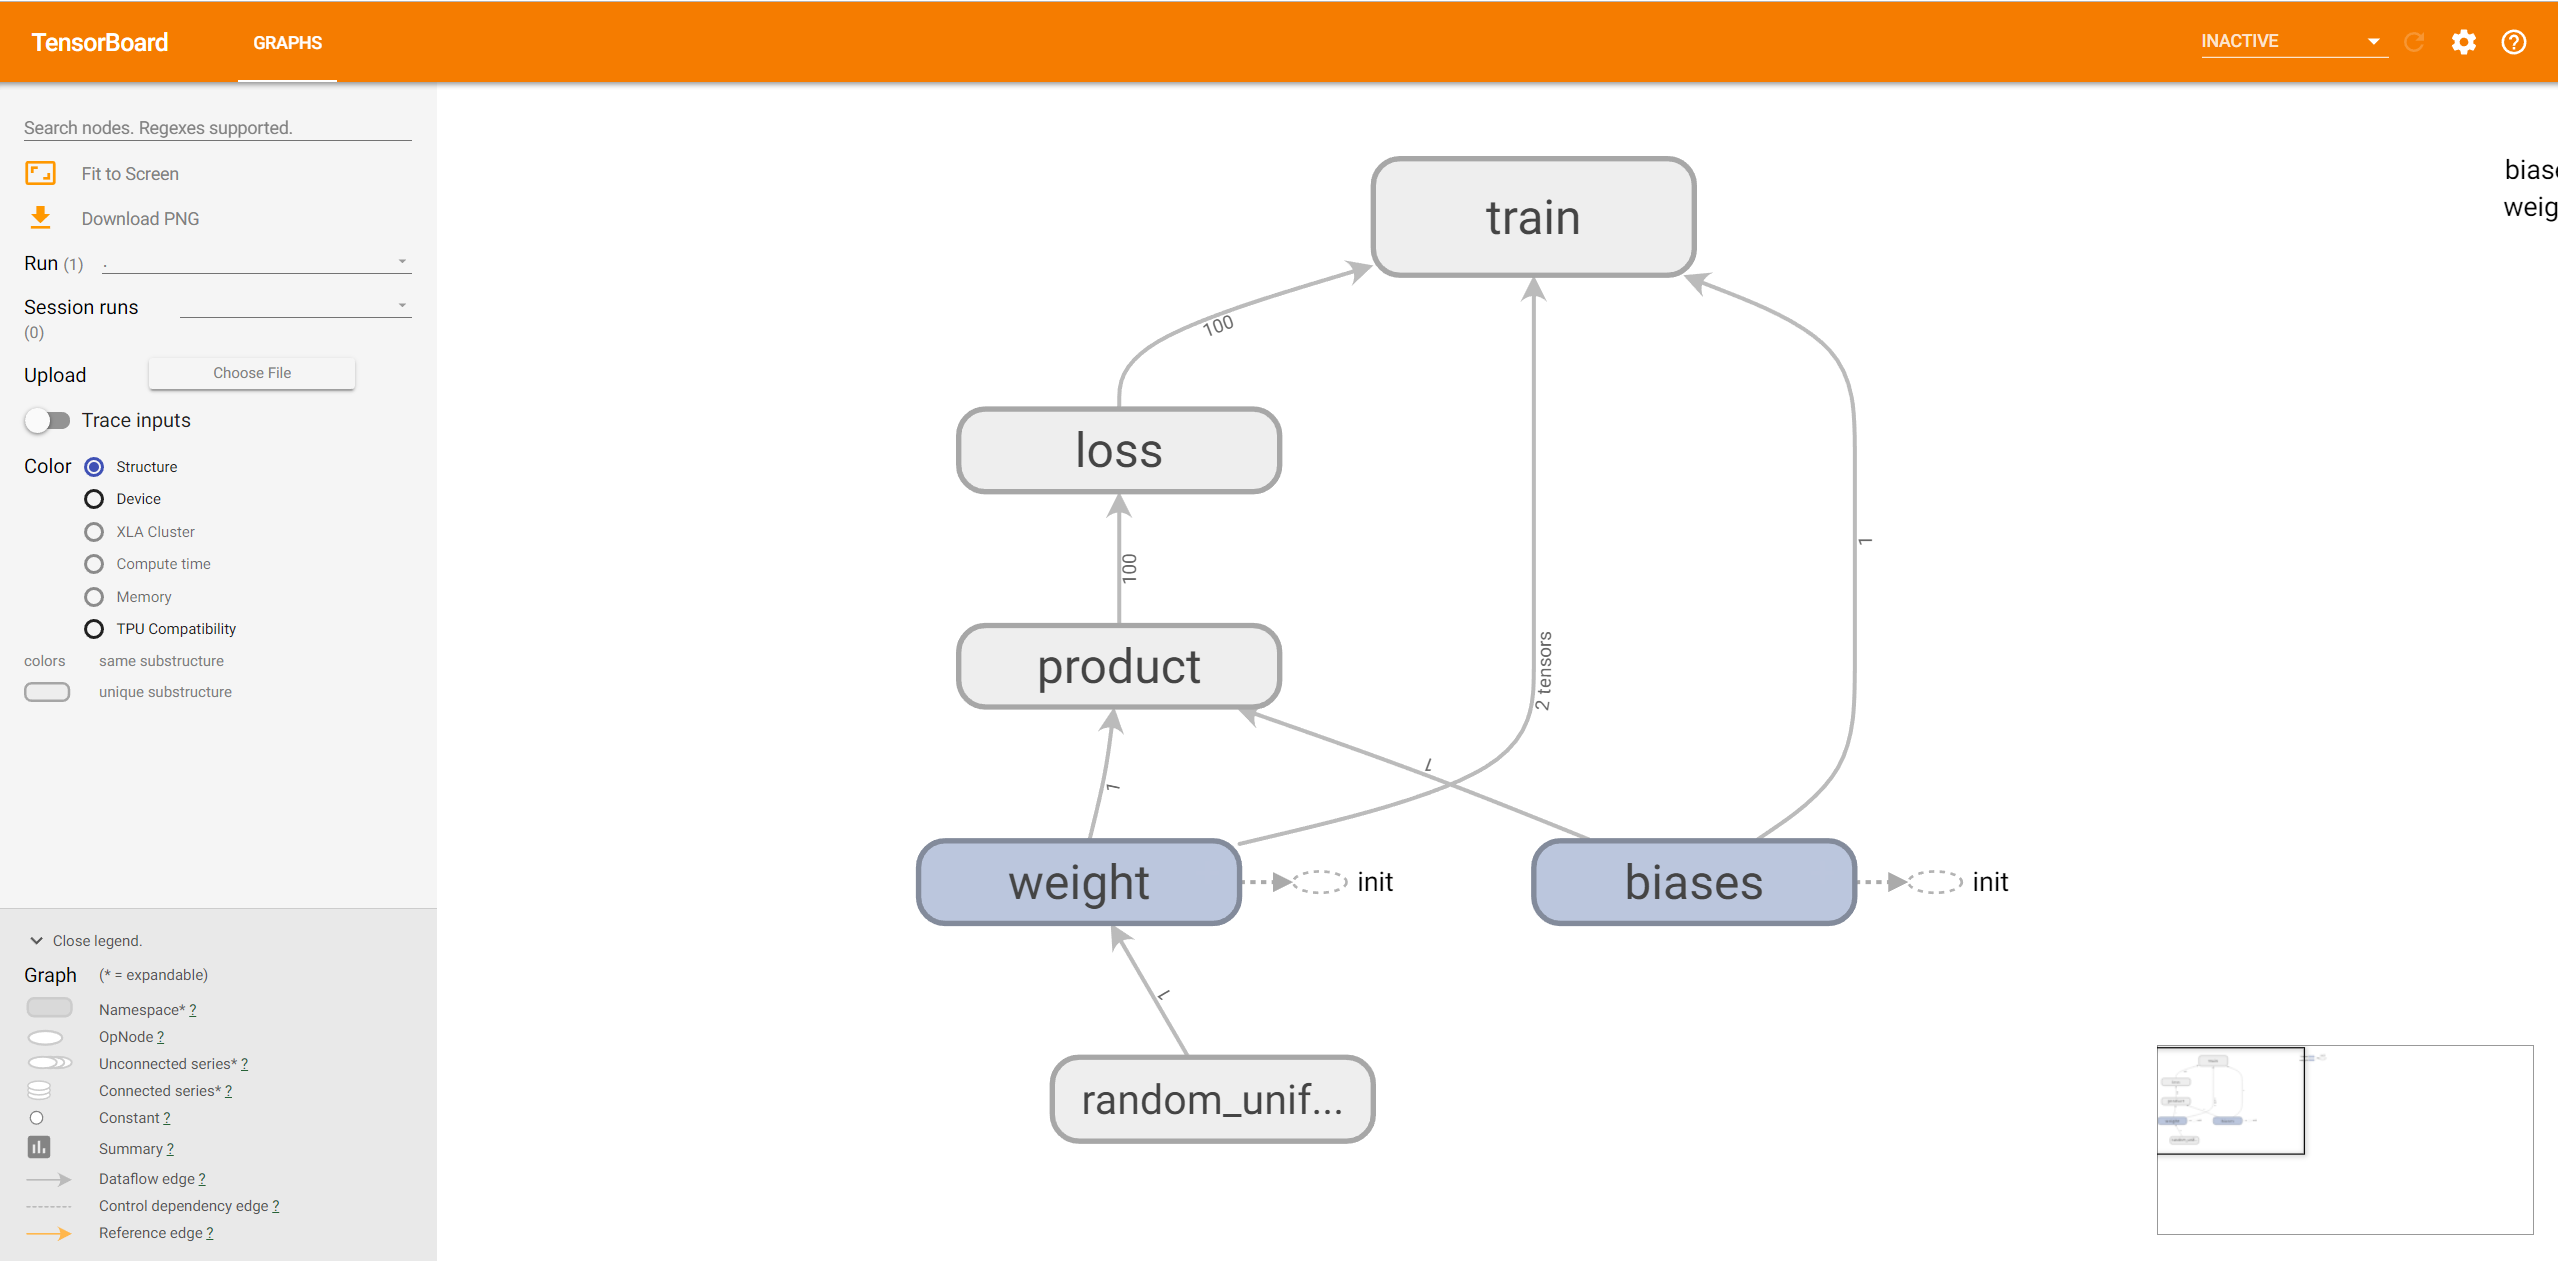 TensorBoard
GRAPHS
INACTIVE
Search nodes. Regexes supported.
Fit to Screen
Download PNG
Run (1) .
Session runs
(0)
Upload
Choose File
Trace inputs
Color
Structure
Device
XLA Cluster
Compute time
Memory
TPU Compatibility
colors same substructure
unique substructure
Close legend.
Graph (* = expandable)
Namespace* ?
OpNode ?
Unconnected series* ?
Connected series* ?
Constant ?
Summary ?
Dataflow edge ?
Control dependency edge ?
Reference edge ?
train
100
loss
1
100
2 tensors
product
1
1
weight
init
biases
init
1
random_unif...